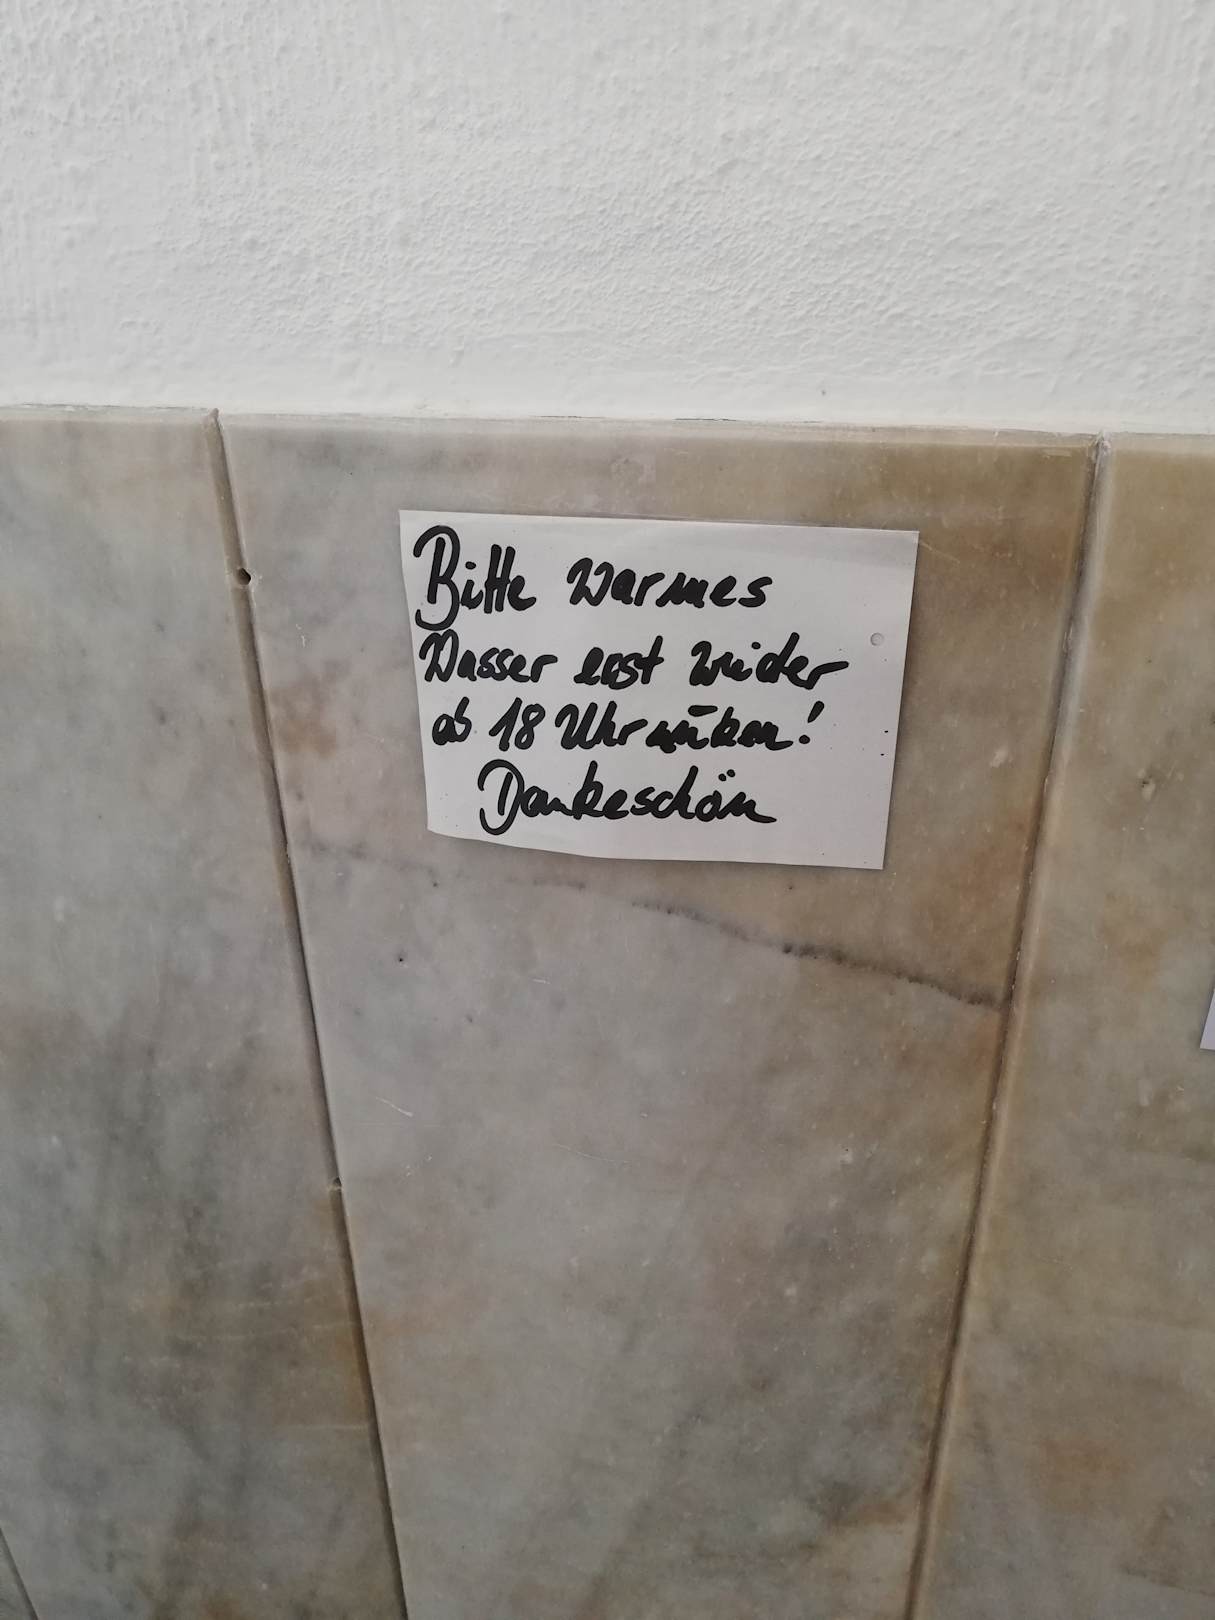 Bitte warmes
Wasser erst wieder
ab 18 Uhr nützen!
Dankeschön